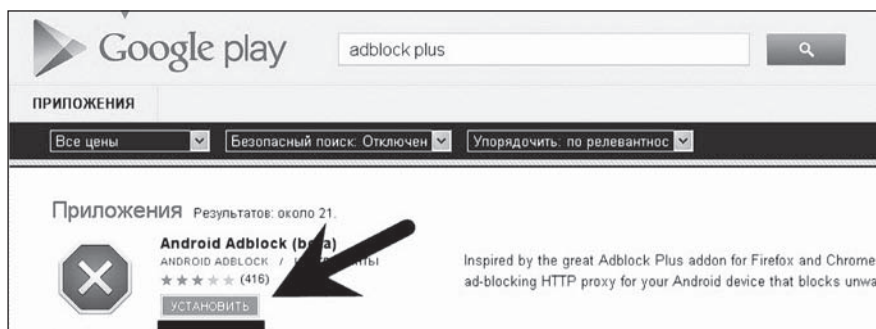 Google play
adblock plus
ПРИЛОЖЕНИЯ
Все цены
Безопасный поиск: Отключен
Упорядочить: по релевантнос
Приложения Результатов: около 21.
Android Adblock (beta)
ANDROID ADBLOCK /
(416)
УСТАНОВИТЬ
Inspired by the great Adblock Plus addon for Firefox and Chrome
ad-blocking HTTP proxy for your Android device that blocks unwa